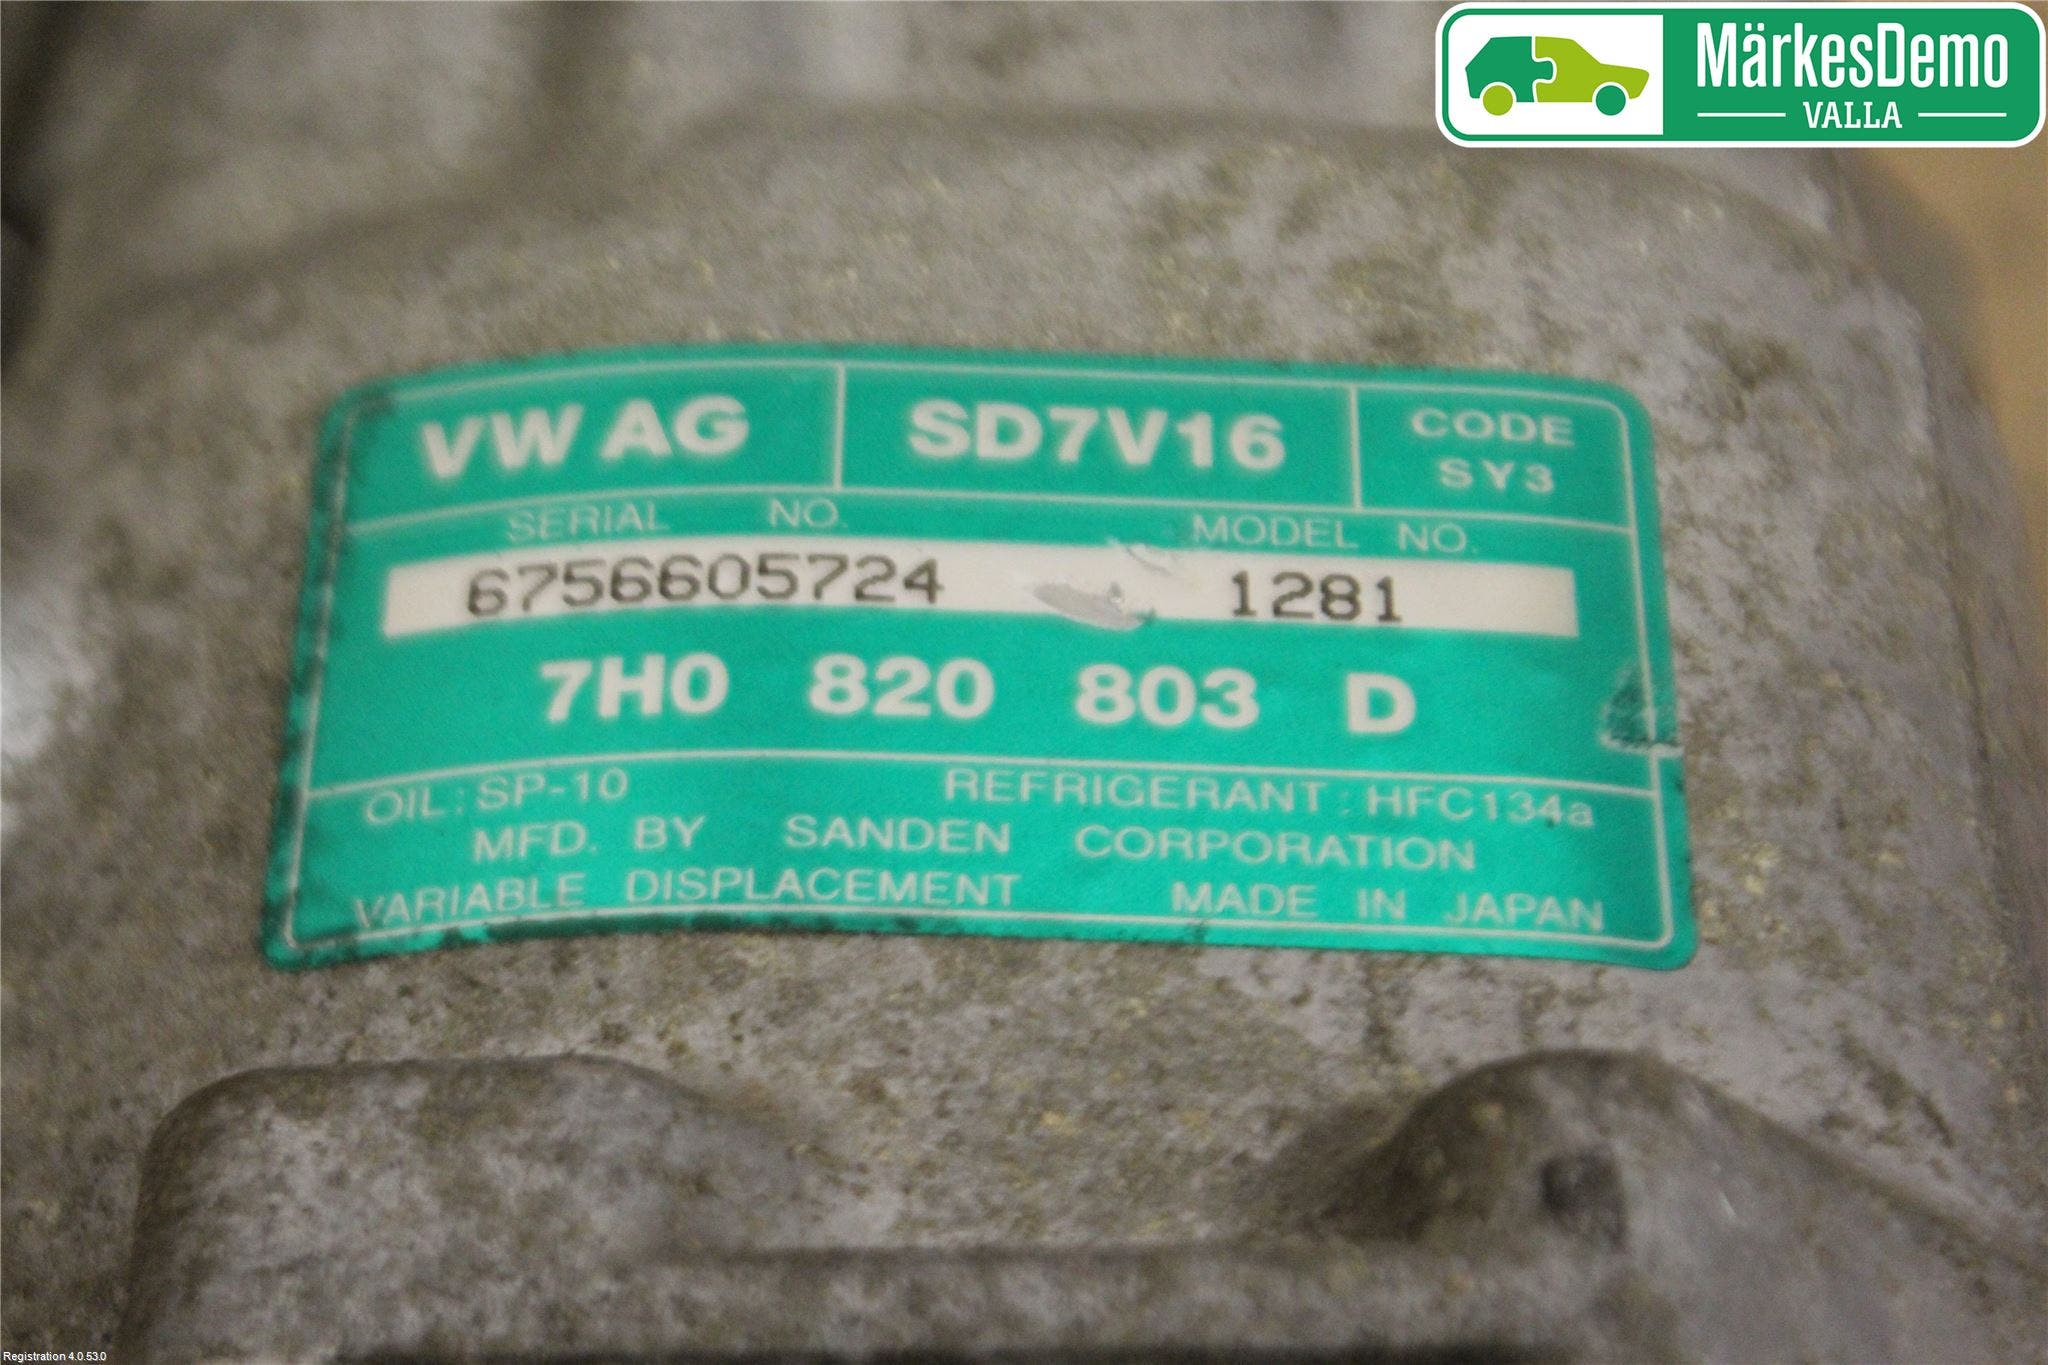 MärkesDemo
VALLA
VW AG SD7V16 CODE SY3
SERIAL NO. MODEL NO.
6756605724 1281
7H0 820 803 D
OIL: SP-10 REFRIGERANT: HFC134a
MFD. BY SANDEN CORPORATION
VARIABLE DISPLACEMENT MADE IN JAPAN
Registration 4.0.53.0